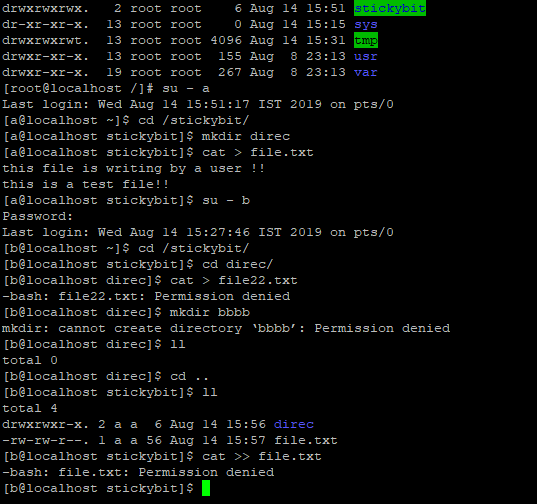 drwxrwxrwx.   2 root root    6 Aug 14 15:51 stickybit
dr-xr-xr-x.  13 root root    0 Aug 14 15:15 sys
drwxrwxrwt.  13 root root 4096 Aug 14 15:31 tmp
drwxr-xr-x.  13 root root  155 Aug  8 23:13 usr
drwxr-xr-x.  19 root root  267 Aug  8 23:13 var
[root@localhost /]# su - a
Last login: Wed Aug 14 15:51:17 IST 2019 on pts/0
[a@localhost ~]$ cd /stickybit/
[a@localhost stickybit]$ mkdir direc
[a@localhost stickybit]$ cat > file.txt
this file is writing by a user !!
this is a test file!!
[a@localhost stickybit]$ su - b
Password:
Last login: Wed Aug 14 15:27:46 IST 2019 on pts/0
[b@localhost ~]$ cd /stickybit/
[b@localhost stickybit]$ cd direc/
[b@localhost direc]$ cat > file22.txt
-bash: file22.txt: Permission denied
[b@localhost direc]$ mkdir bbbb
mkdir: cannot create directory ‘bbbb’: Permission denied
[b@localhost direc]$ ll
total 0
[b@localhost direc]$ cd ..
[b@localhost stickybit]$ ll
total 4
drwxrwxr-x. 2 a a  6 Aug 14 15:56 direc
-rw-rw-r--. 1 a a 56 Aug 14 15:57 file.txt
[b@localhost stickybit]$ cat >> file.txt
-bash: file.txt: Permission denied
[b@localhost stickybit]$